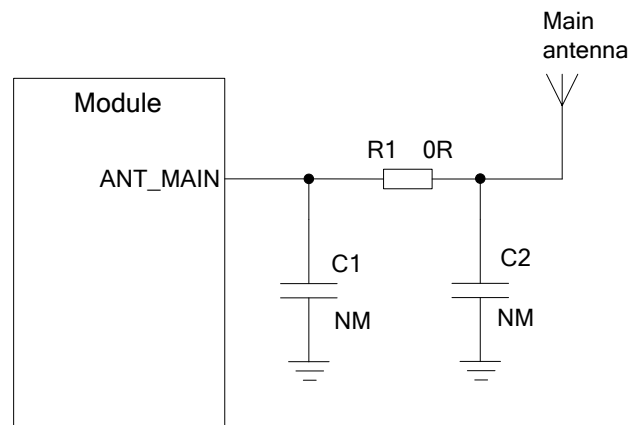 Main
antenna
Module
R1 0R
ANT_MAIN
C1
NM
C2
NM